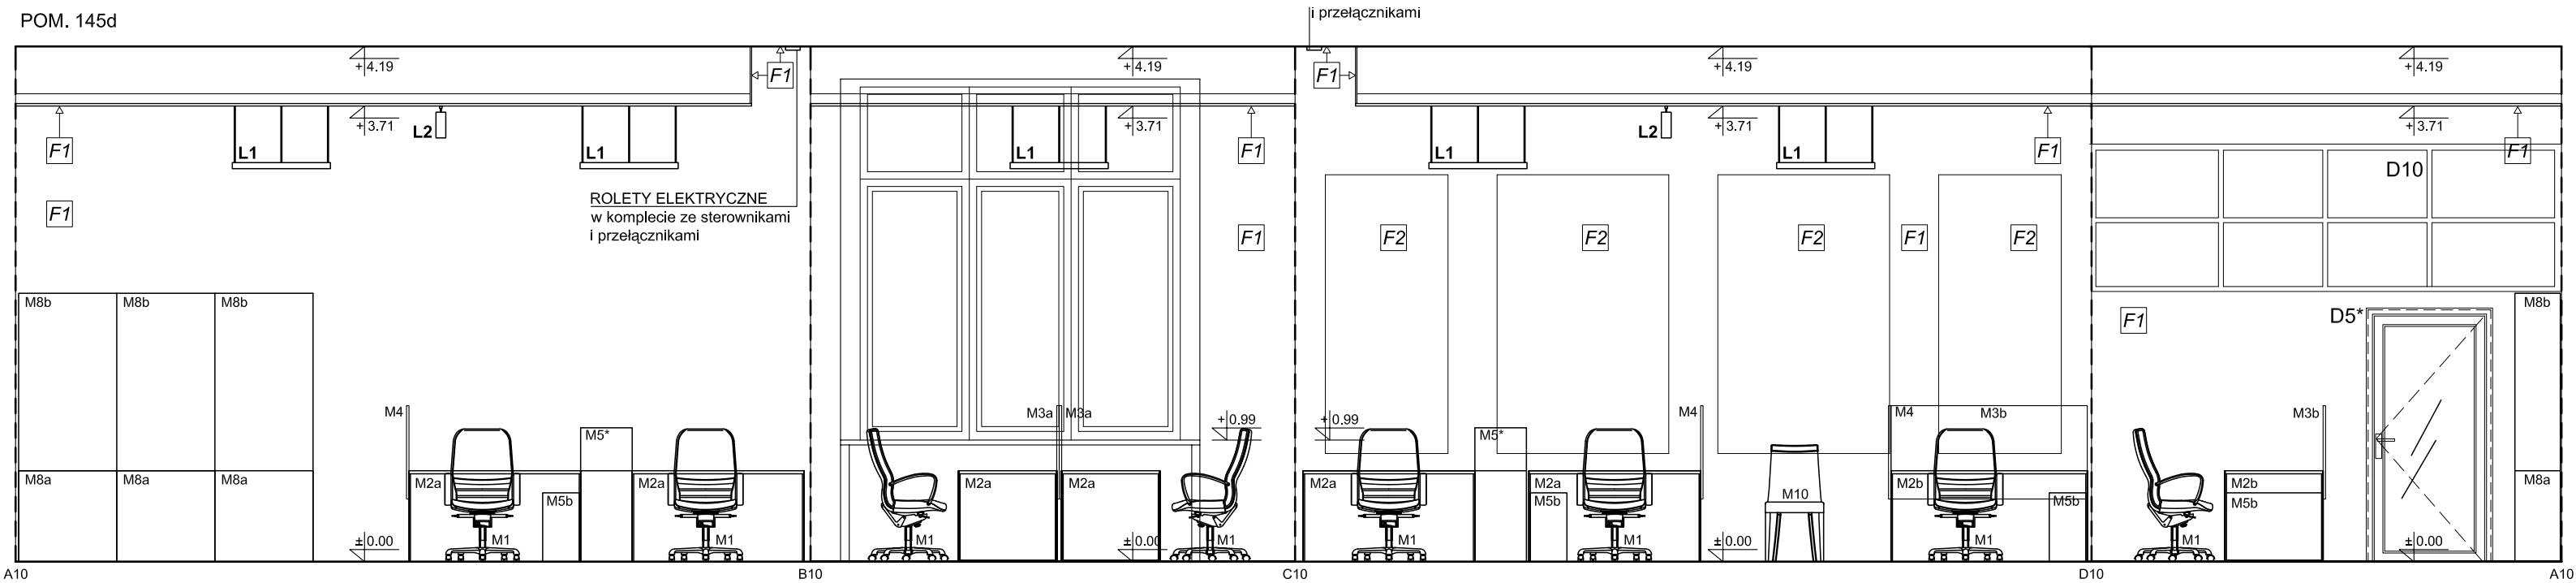 POM. 145d
i przełącznikami
+4.19
F1
+4.19
F1
+4.19
+4.19
+3.71
L2
+3.71
L2
+3.71
+3.71
F1
L1
L1
L1
F1
L1
L1
F1
F1
D10
ROLETY ELEKTRYCZNE
w komplecie ze sterownikami
i przełącznikami
F1
F1
F2
F2
F2
F1
F2
M8b
M8b
M8b
M8b
F1
D5*
M4
M3a
M3a
+0.99
+0.99
M4
M4
M3b
M3b
M5*
M5*
M8a
M8a
M8a
M2a
M2a
M2a
M2a
M2a
M2a
M2b
M2b
M8a
M5b
M5b
M10
M5b
M5b
±0.00
M1
M1
M1
±0.00
M1
M1
M1
±0.00
M1
M1
±0.00
A10
B10
C10
D10
A10